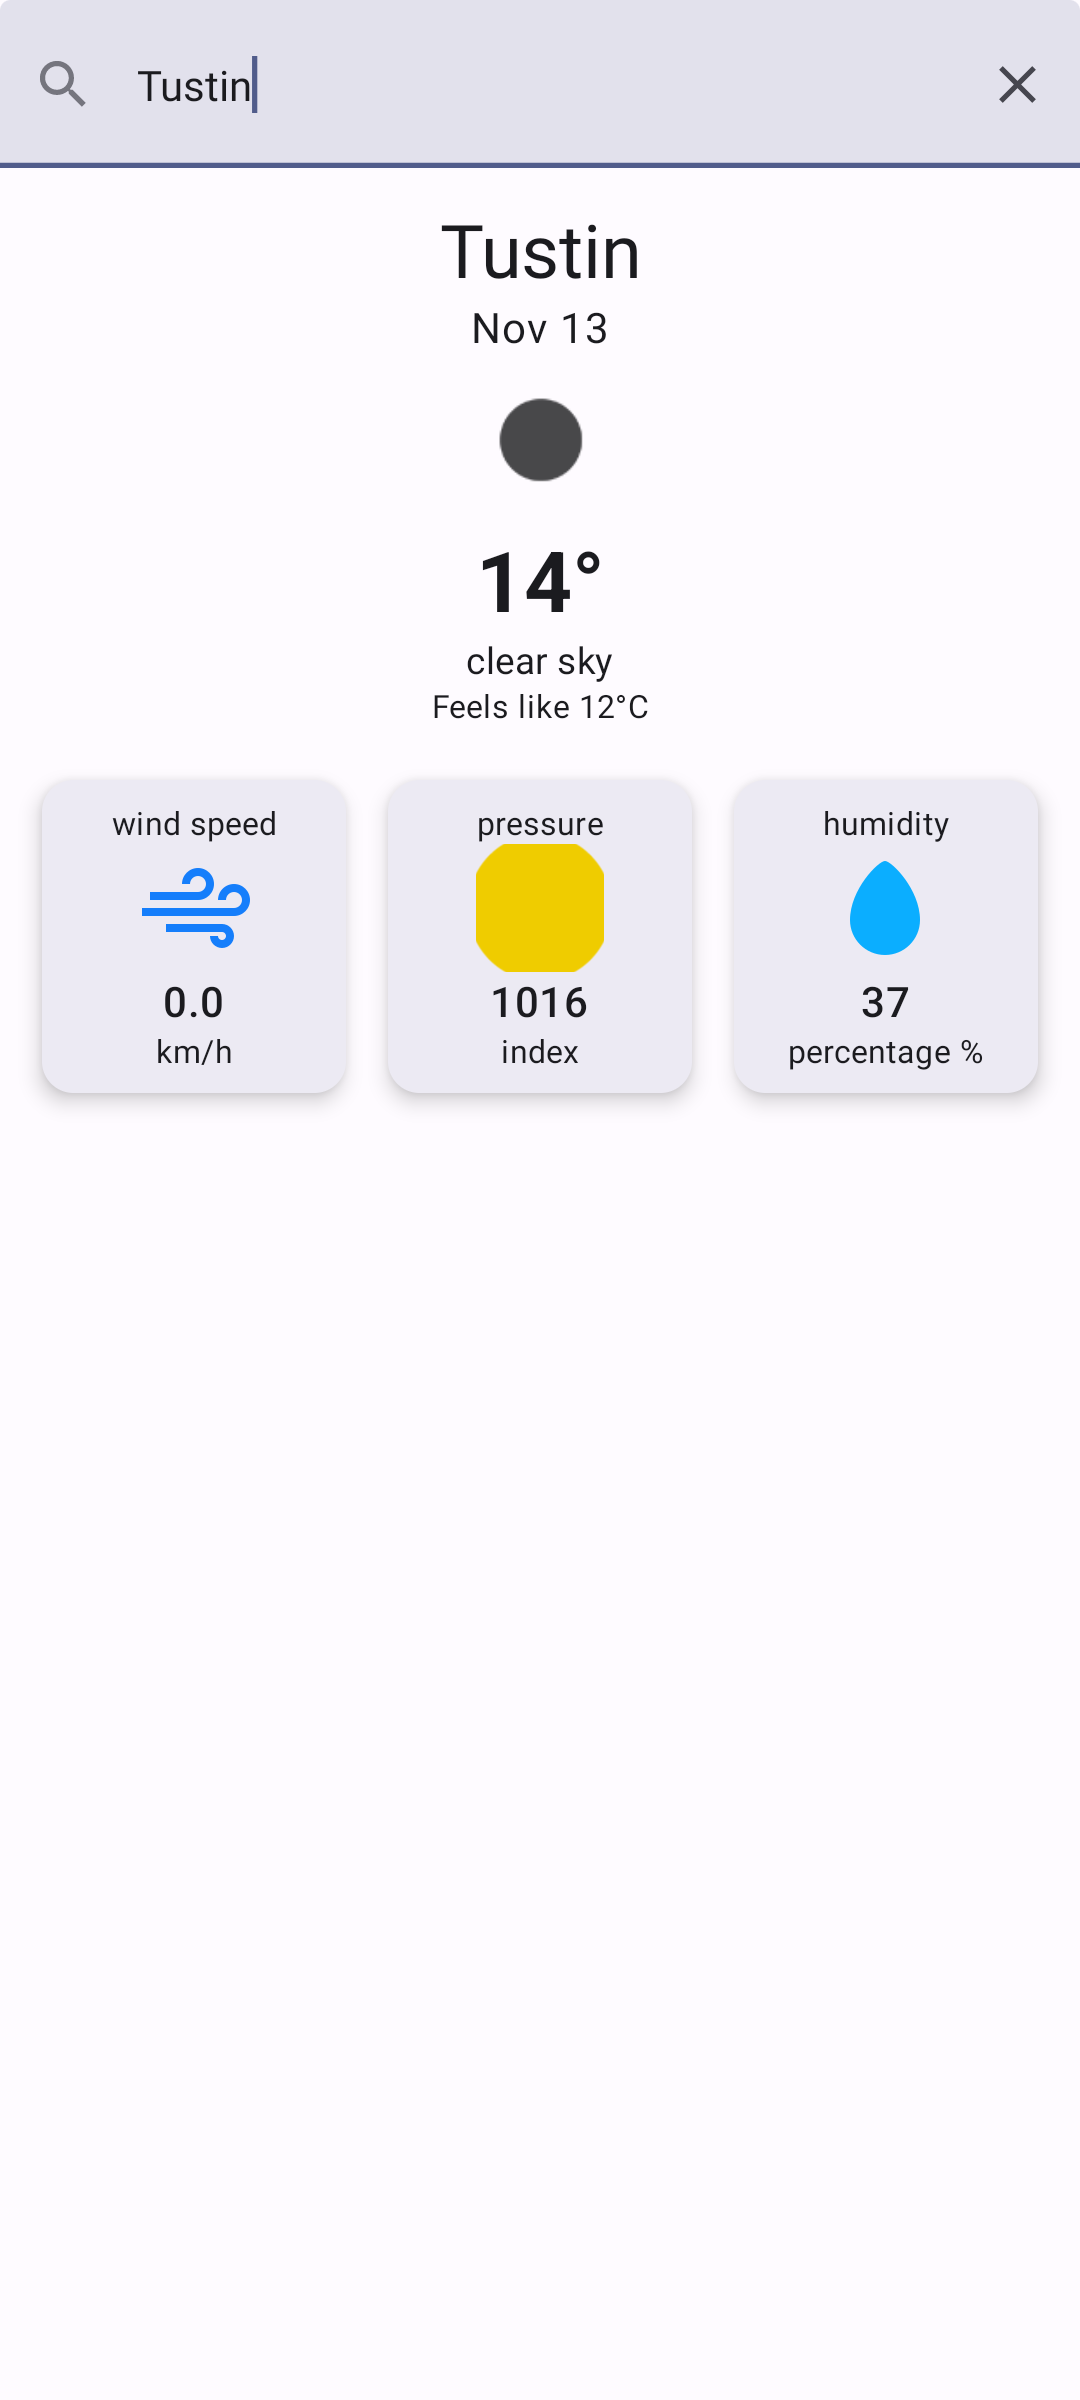 Tustin
Tustin
Nov 13
14°
clear sky
Feels like 12°C
wind speed
0.0
km/h
pressure
1016
index
humidity
37
percentage %